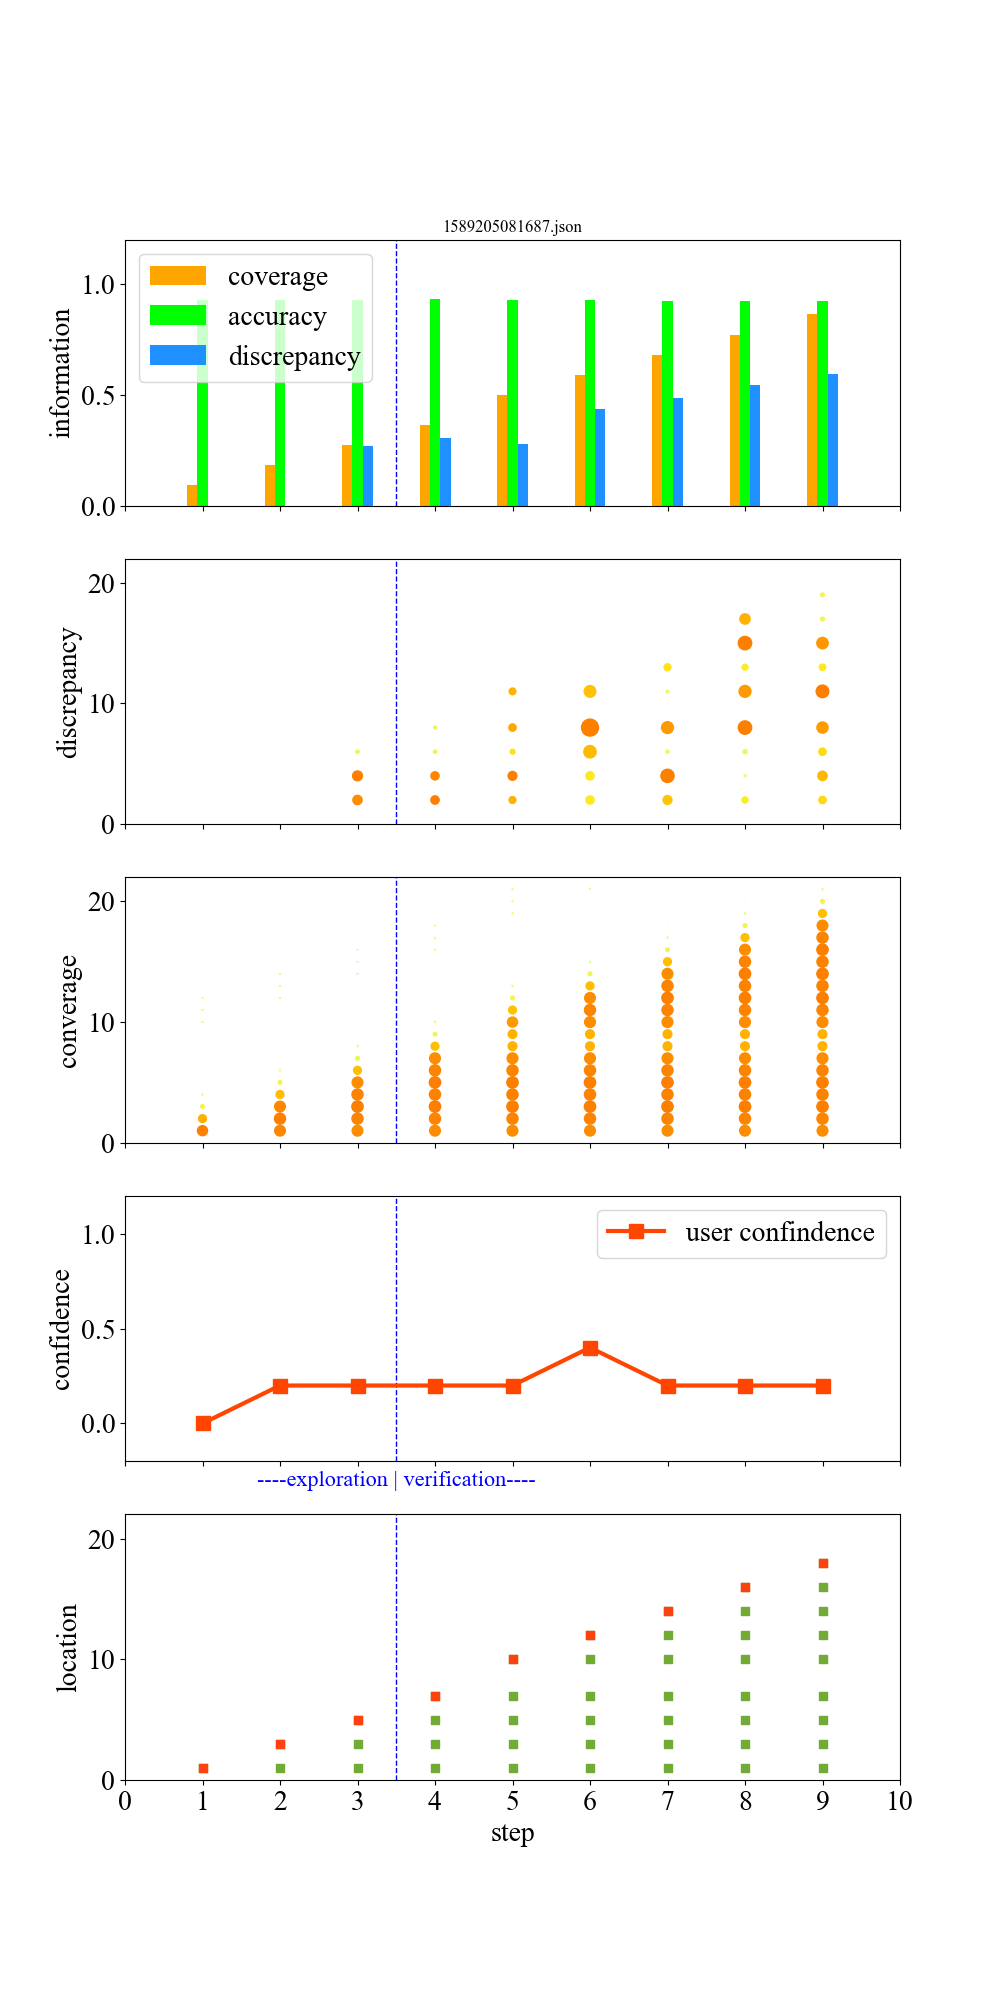 1589205081687.json
1.0
0.5
0.0
information
coverage
accuracy
discrepancy
20
10
0
discrepancy
20
10
0
converage
1.0
0.5
0.0
confidence
user confindence
----exploration | verification----
20
10
0
location
0 1 2 3 4 5 6 7 8 9 10
step